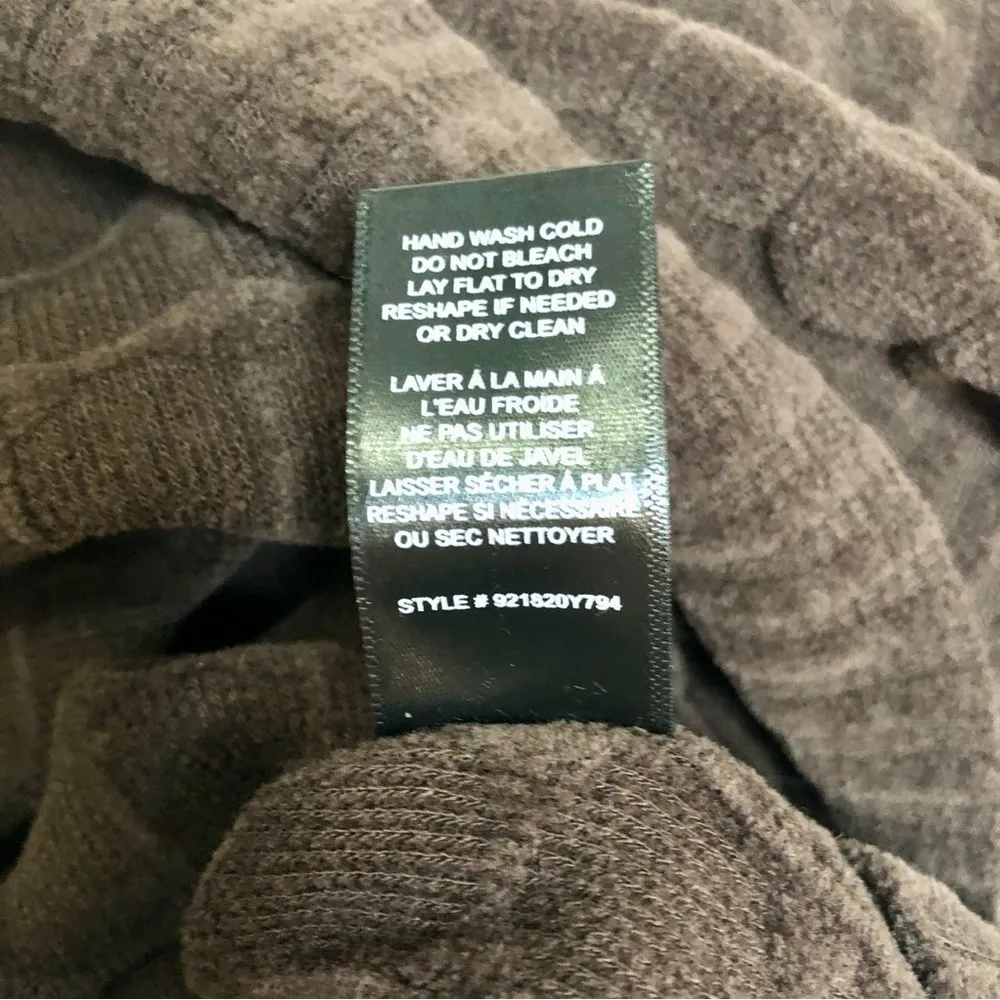 HAND WASH COLD
DO NOT BLEACH
LAY FLAT TO DRY
RESHAPE IF NEEDED
OR DRY CLEAN
LAVER Á LA MAIN Á
L'EAU FROIDE
NE PAS UTILISER
D'EAU DE JAVEL
LAISSER SÉCHER Á PLAT
RESHAPE SI NÉCESSAIRE
OU SEC NETTOYER
STYLE # 921820Y794